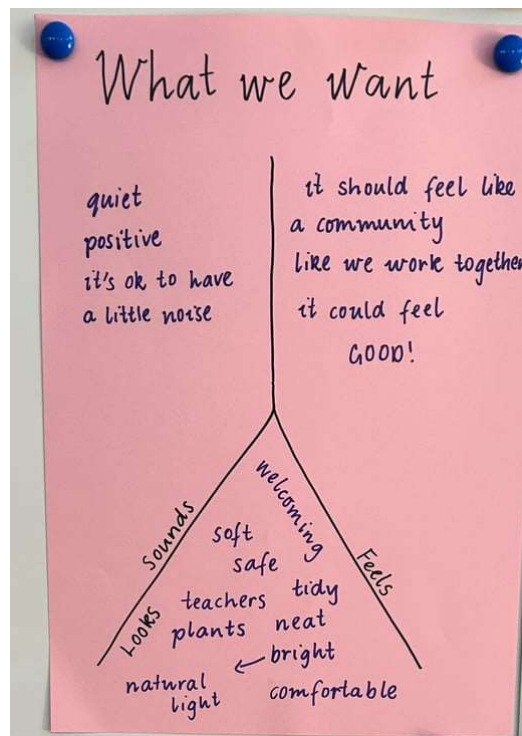 What we want
quiet
positive
it's ok to have
a little noise
it should feel like
a community
like we work together
it could feel
GOOD!
Sounds
Looks
Feels
welcoming
soft
safe
teachers tidy
plants neat
bright
natural
light
comfortable